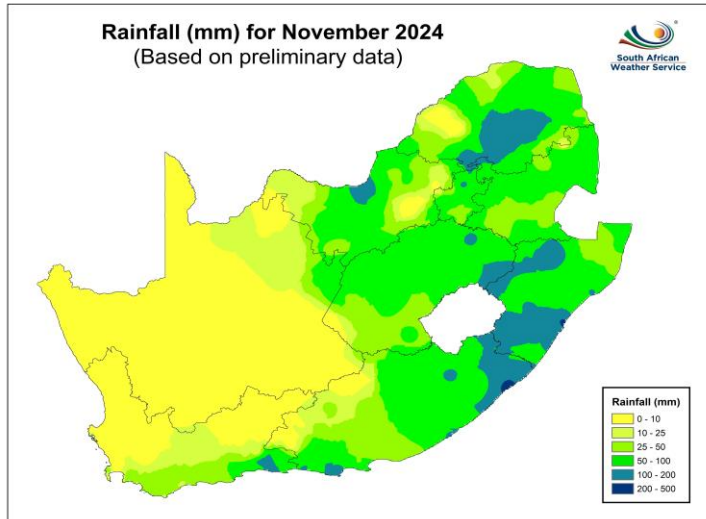 Rainfall (mm) for November 2024
(Based on preliminary data)
South African
Weather Service
Rainfall (mm)
0 - 10
10 - 25
25 - 50
50 - 100
100 - 200
200 - 500